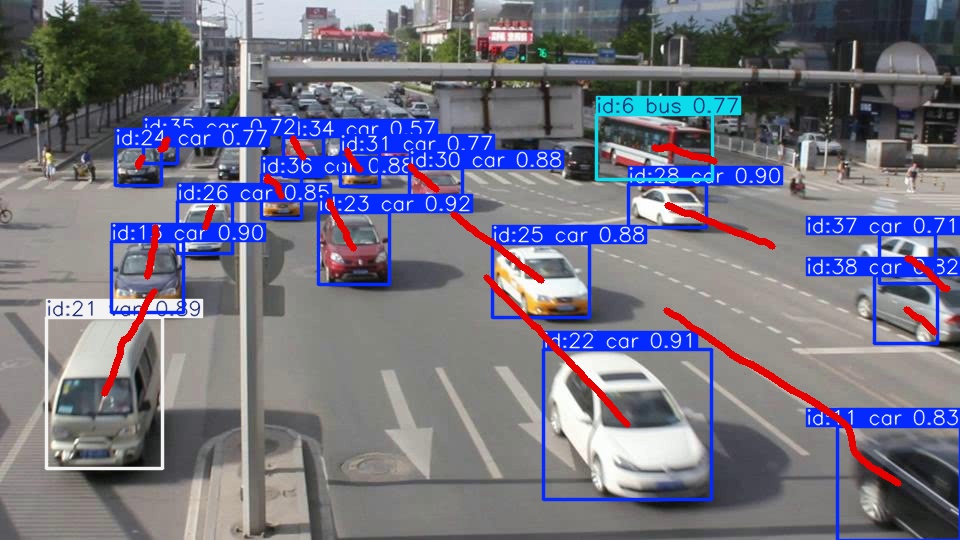 id:6 bus 0.77
id:35 car 0.72
id:34 car 0.57
id:24 car 0.77
id:31 car 0.77
id:36 car 0.88
id:30 car 0.88
id:28 car 0.90
id:26 car 0.85
id:23 car 0.92
id:37 car 0.71
car 0.90
id:25 car 0.88
id:38 car 0.82
id:21 van 0.89
id:22 car 0.91
id:11 car 0.83